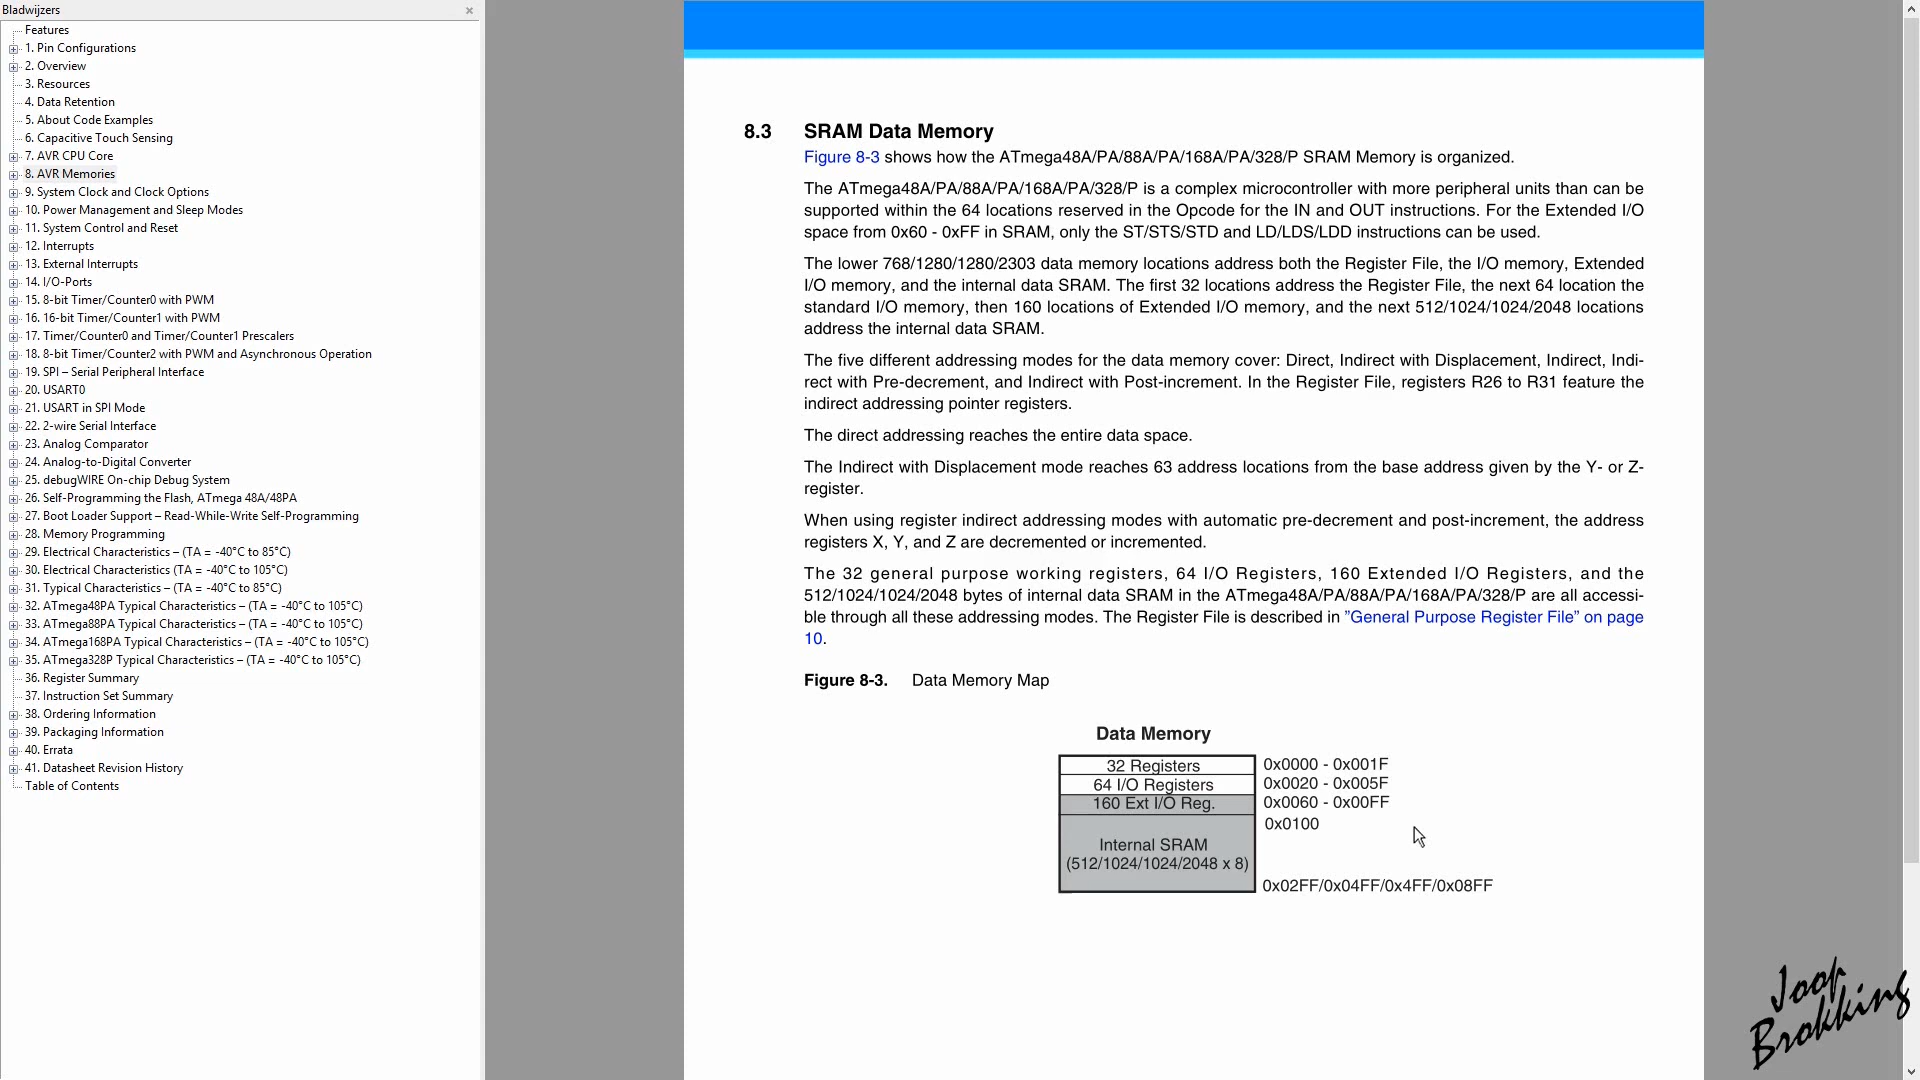 Bladwijzers
Features
1. Pin Configurations
2. Overview
3. Resources
4. Data Retention
5. About Code Examples
6. Capacitive Touch Sensing
7. AVR CPU Core
8. AVR Memories
9. System Clock and Clock Options
10. Power Management and Sleep Modes
11. System Control and Reset
12. Interrupts
13. External Interrupts
14. I/O-Ports
15. 8-bit Timer/Counter0 with PWM
16. 16-bit Timer/Counter1 with PWM
17. Timer/Counter0 and Timer/Counter1 Prescalers
18. 8-bit Timer/Counter2 with PWM and Asynchronous Operation
19. SPI – Serial Peripheral Interface
20. USART0
21. USART in SPI Mode
22. 2-wire Serial Interface
23. Analog Comparator
24. Analog-to-Digital Converter
25. debugWIRE On-chip Debug System
26. Self-Programming the Flash, ATmega 48A/48PA
27. Boot Loader Support – Read-While-Write Self-Programming
28. Memory Programming
29. Electrical Characteristics – (TA = -40°C to 85°C)
30. Electrical Characteristics (TA = -40°C to 105°C)
31. Typical Characteristics – (TA = -40°C to 85°C)
32. ATmega48PA Typical Characteristics – (TA = -40°C to 105°C)
33. ATmega88PA Typical Characteristics – (TA = -40°C to 105°C)
34. ATmega168PA Typical Characteristics – (TA = -40°C to 105°C)
35. ATmega328P Typical Characteristics – (TA = -40°C to 105°C)
36. Register Summary
37. Instruction Set Summary
38. Ordering Information
39. Packaging Information
40. Errata
41. Datasheet Revision History
Table of Contents
8.3 SRAM Data Memory
Figure 8-3 shows how the ATmega48A/PA/88A/PA/168A/PA/328/P SRAM Memory is organized.
The ATmega48A/PA/88A/PA/168A/PA/328/P is a complex microcontroller with more peripheral units than can be
supported within the 64 locations reserved in the Opcode for the IN and OUT instructions. For the Extended I/O
space from 0x60 - 0xFF in SRAM, only the ST/STS/STD and LD/LDS/LDD instructions can be used.
The lower 768/1280/1280/2303 data memory locations address both the Register File, the I/O memory, Extended
I/O memory, and the internal data SRAM. The first 32 locations address the Register File, the next 64 location the
standard I/O memory, then 160 locations of Extended I/O memory, and the next 512/1024/1024/2048 locations
address the internal data SRAM.
The five different addressing modes for the data memory cover: Direct, Indirect with Displacement, Indirect, Indi-
rect with Pre-decrement, and Indirect with Post-increment. In the Register File, registers R26 to R31 feature the
indirect addressing pointer registers.
The direct addressing reaches the entire data space.
The Indirect with Displacement mode reaches 63 address locations from the base address given by the Y- or Z-
register.
When using register indirect addressing modes with automatic pre-decrement and post-increment, the address
registers X, Y, and Z are decremented or incremented.
The 32 general purpose working registers, 64 I/O Registers, 160 Extended I/O Registers, and the
512/1024/1024/2048 bytes of internal data SRAM in the ATmega48A/PA/88A/PA/168A/PA/328/P are all accessi-
ble through all these addressing modes. The Register File is described in ”General Purpose Register File” on page
10.
Figure 8-3. Data Memory Map
Data Memory
32 Registers 0x0000 - 0x001F
64 I/O Registers 0x0020 - 0x005F
160 Ext I/O Reg. 0x0060 - 0x00FF
0x0100
Internal SRAM
(512/1024/1024/2048 x 8)
0x02FF/0x04FF/0x4FF/0x08FF
Joop
Brokking